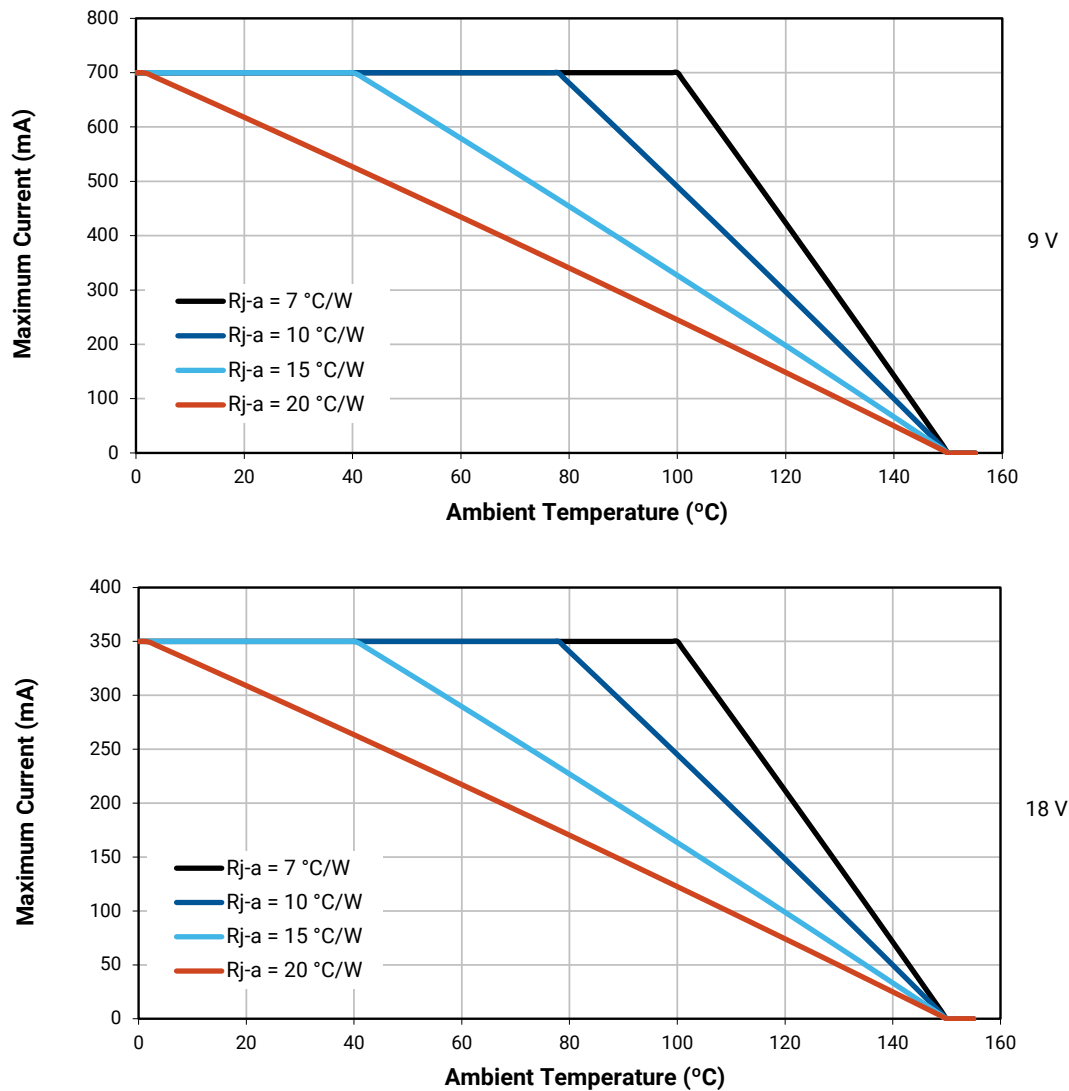 800
700
600
500
400
300
200
100
0
Maximum Current (mA)
Rj-a = 7 °C/W
Rj-a = 10 °C/W
Rj-a = 15 °C/W
Rj-a = 20 °C/W
9 V
0 20 40 60 80 100 120 140 160
Ambient Temperature (ºC)
400
350
300
250
200
150
100
50
0
Maximum Current (mA)
Rj-a = 7 °C/W
Rj-a = 10 °C/W
Rj-a = 15 °C/W
Rj-a = 20 °C/W
18 V
0 20 40 60 80 100 120 140 160
Ambient Temperature (ºC)